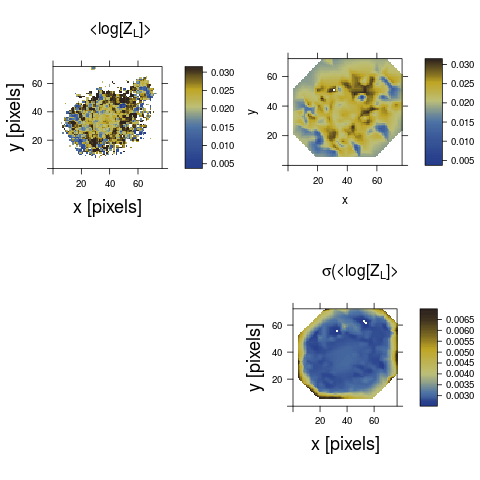 <log[Z_L]>
y [pixels]
60
40
20
20 40 60
x [pixels]
0.030
0.025
0.020
0.015
0.010
0.005
y
60
40
20
20 40 60
x
0.030
0.025
0.020
0.015
0.010
0.005
σ(<log[Z_L]>
y [pixels]
60
40
20
20 40 60
x [pixels]
0.0065
0.0060
0.0055
0.0050
0.0045
0.0040
0.0035
0.0030